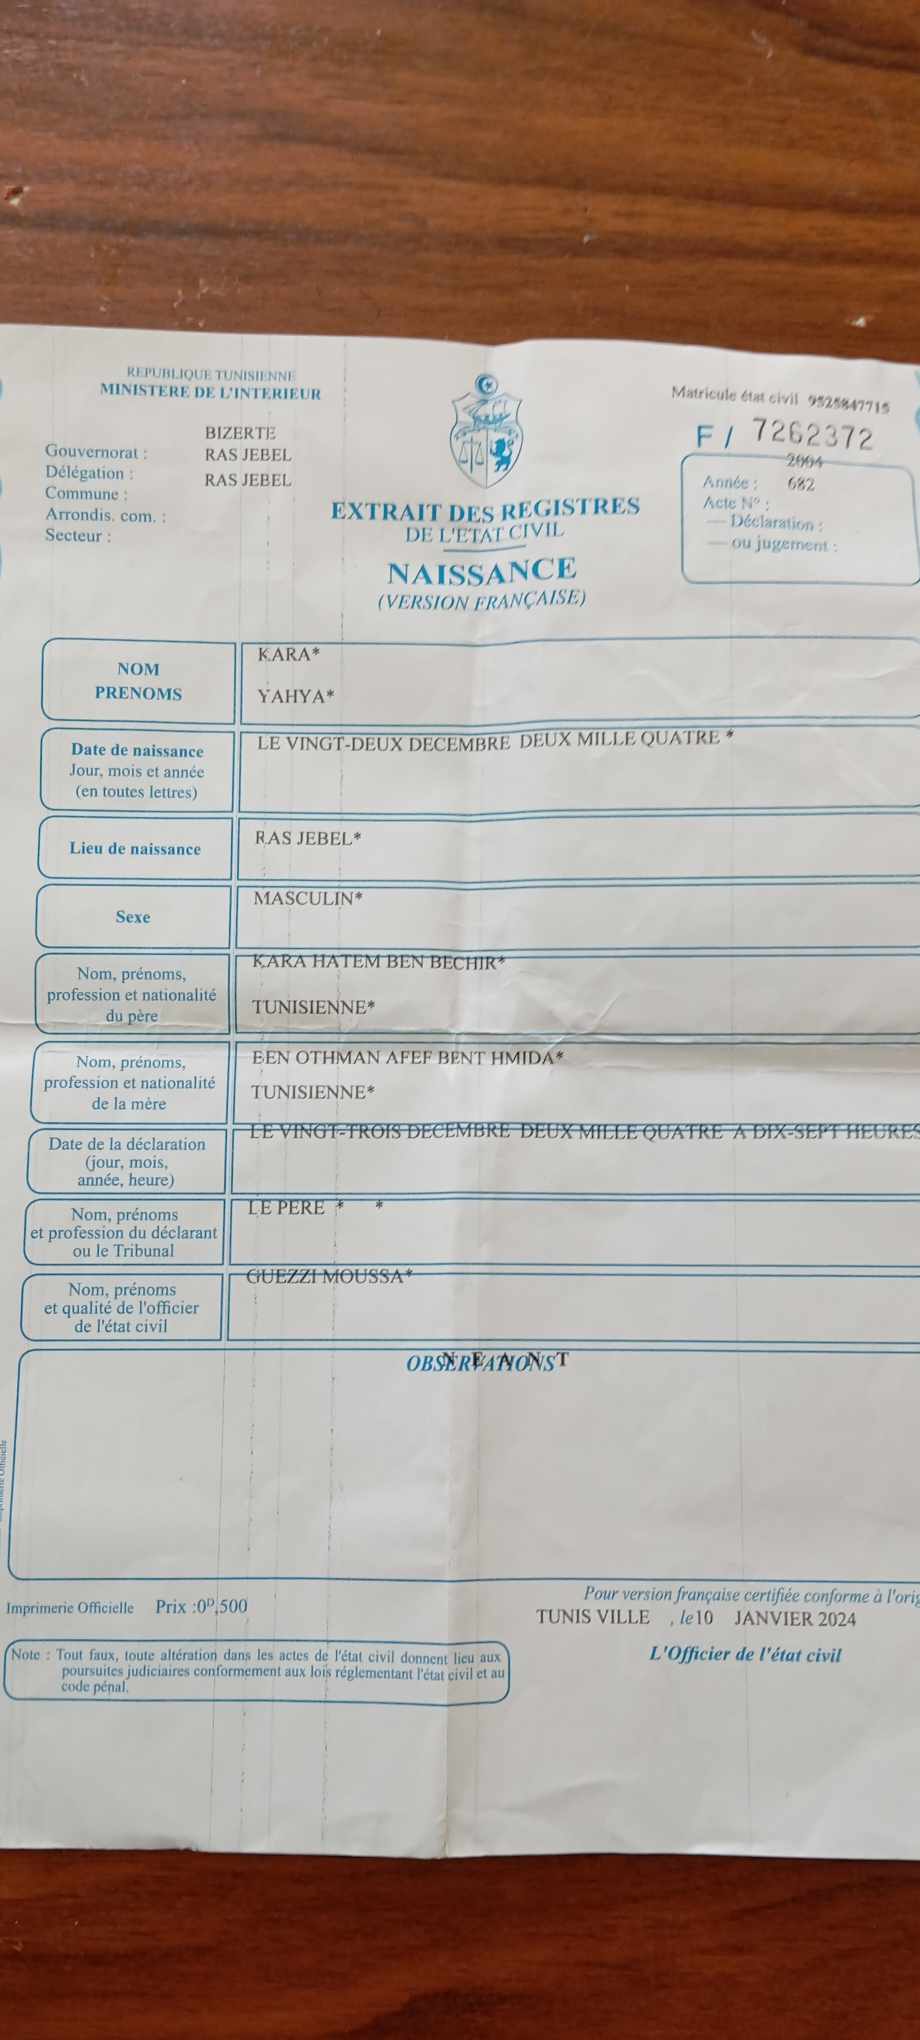 REPUBLIQUE TUNISIENNE
MINISTERE DE L'INTERIEUR
Gouvernorat : BIZERTE
Délégation : RAS JEBEL
Commune : RAS JEBEL
Arrondis. com. :
Secteur :
EXTRAIT DES REGISTRES
DE L'ETAT CIVIL
NAISSANCE
(VERSION FRANÇAISE)
Matricule état civil 9525847715
F / 7262372
Année : 2004
Acte N° : 682
— Déclaration :
— ou jugement :
NOM
PRENOMS
KARA*
YAHYA*
Date de naissance
Jour, mois et année
(en toutes lettres)
LE VINGT-DEUX DECEMBRE DEUX MILLE QUATRE *
Lieu de naissance
RAS JEBEL*
Sexe
MASCULIN*
Nom, prénoms,
profession et nationalité
du père
KARA HATEM BEN BECHIR*
TUNISIENNE*
Nom, prénoms,
profession et nationalité
de la mère
BEN OTHMAN AFEF BENT HMIDA*
TUNISIENNE*
Date de la déclaration
(jour, mois,
année, heure)
LE VINGT-TROIS DECEMBRE DEUX MILLE QUATRE A DIX-SEPT HEURES
Nom, prénoms
et profession du déclarant
ou le Tribunal
LE PERE * *
Nom, prénoms
et qualité de l'officier
de l'état civil
GUEZZI MOUSSA*
OBSERVATIONS
N E A N T
Imprimerie Officielle
Imprimerie Officielle Prix :0ᴰ,500
Note : Tout faux, toute altération dans les actes de l'état civil donnent lieu aux
poursuites judiciaires conformement aux lois réglementant l'état civil et au
code pénal.
Pour version française certifiée conforme à l'orig
TUNIS VILLE , le 10 JANVIER 2024
L'Officier de l'état civil